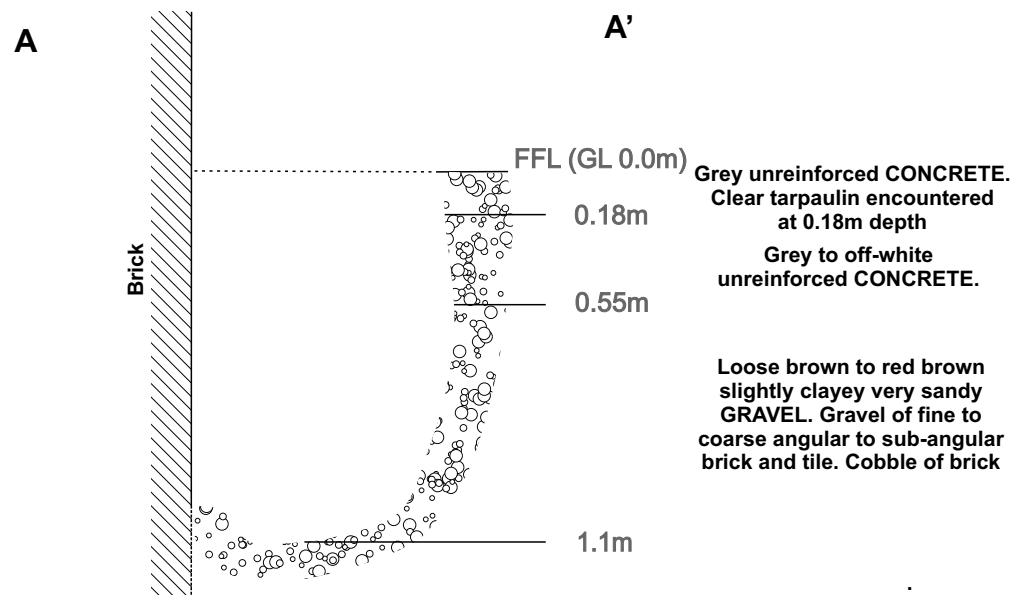 A
A'
FFL (GL 0.0m)
Grey unreinforced CONCRETE.
Clear tarpaulin encountered
at 0.18m depth
0.18m
Grey to off-white
unreinforced CONCRETE.
Brick
0.55m
Loose brown to red brown
slightly clayey very sandy
GRAVEL. Gravel of fine to
coarse angular to sub-angular
brick and tile. Cobble of brick
1.1m
.